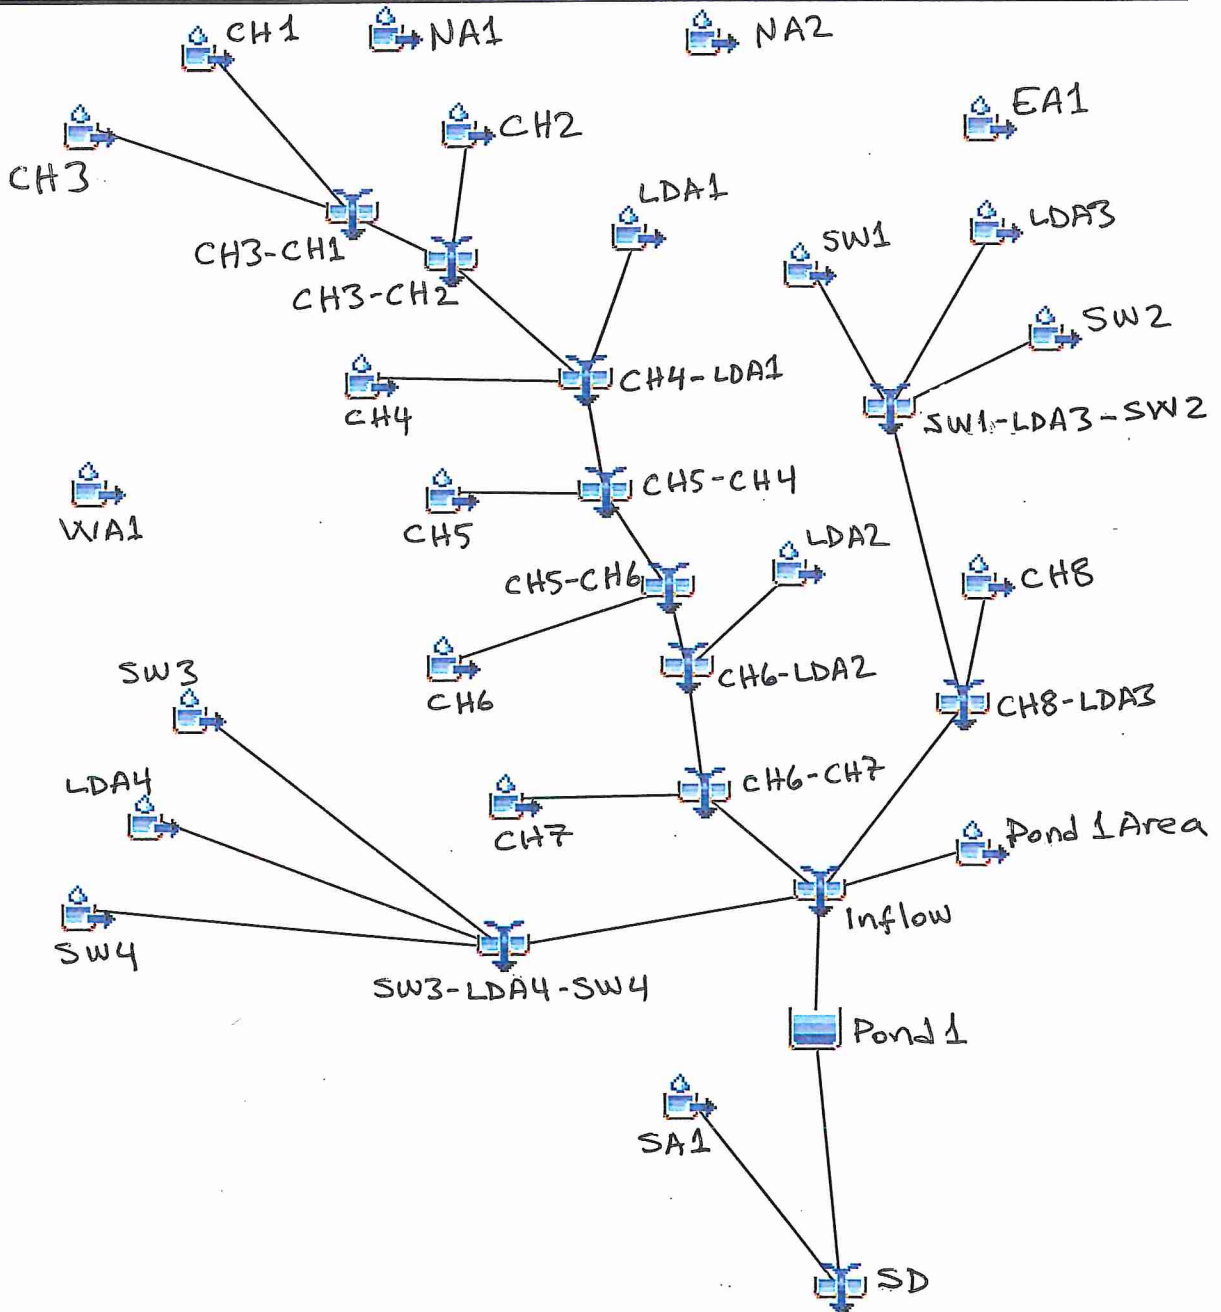 CH1
NA1
NA2
EA1
CH3
CH2
LDA1
LDA3
SW1
CH3-CH1
CH3-CH2
SW2
CH4-LDA1
CH4
SW1-LDA3-SW2
CH5-CH4
WA1
CH5
LDA2
CH5-CH6
CH8
SW3
CH6
CH6-LDA2
CH8-LDA3
LDA4
CH6-CH7
CH7
Pond 1 Area
Inflow
SW4
SW3-LDA4-SW4
Pond 1
SA1
SD